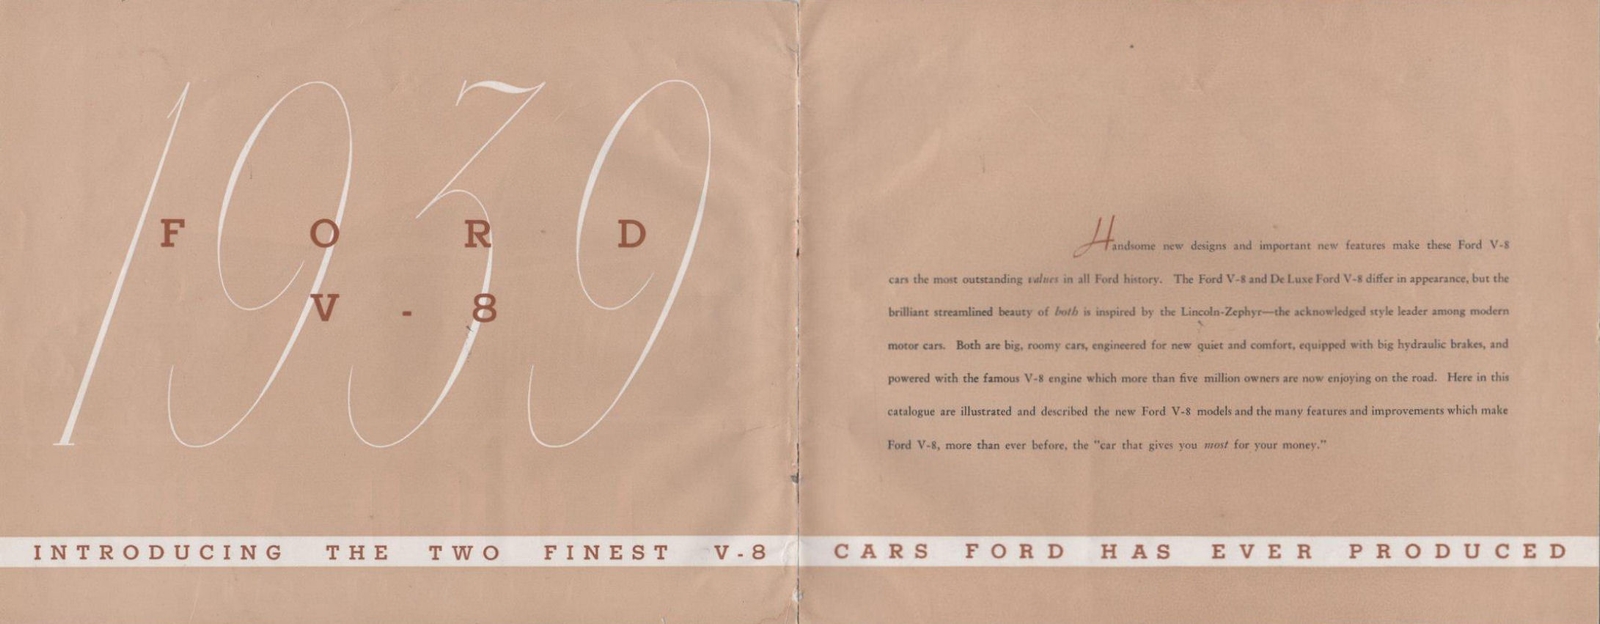 1939
FORD
V-8
Handsome new designs and important new features make these Ford V-8
cars the most outstanding values in all Ford history. The Ford V-8 and De Luxe Ford V-8 differ in appearance, but the
brilliant streamlined beauty of both is inspired by the Lincoln-Zephyr—the acknowledged style leader among modern
motor cars. Both are big, roomy cars, engineered for new quiet and comfort, equipped with big hydraulic brakes, and
powered with the famous V-8 engine which more than five million owners are now enjoying on the road. Here in this
catalogue are illustrated and described the new Ford V-8 models and the many features and improvements which make
Ford V-8, more than ever before, the "car that gives you most for your money."
INTRODUCING THE TWO FINEST V-8 CARS FORD HAS EVER PRODUCED